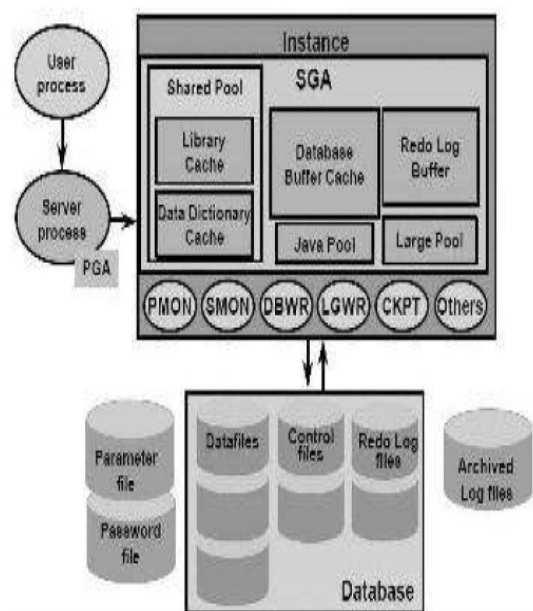 Instance
User
process
SGA
Shared Pool
Library
Cache
Database
Buffer Cache
Redo Log
Buffer
Server
process
PGA
Data Dictionary
Cache
Java Pool
Large Pool
PMON
SMON
DBWR
LGWR
CKPT
Others
Parameter
file
Password
file
Datafiles
Control
files
Redo Log
files
Archived
Log files
Database